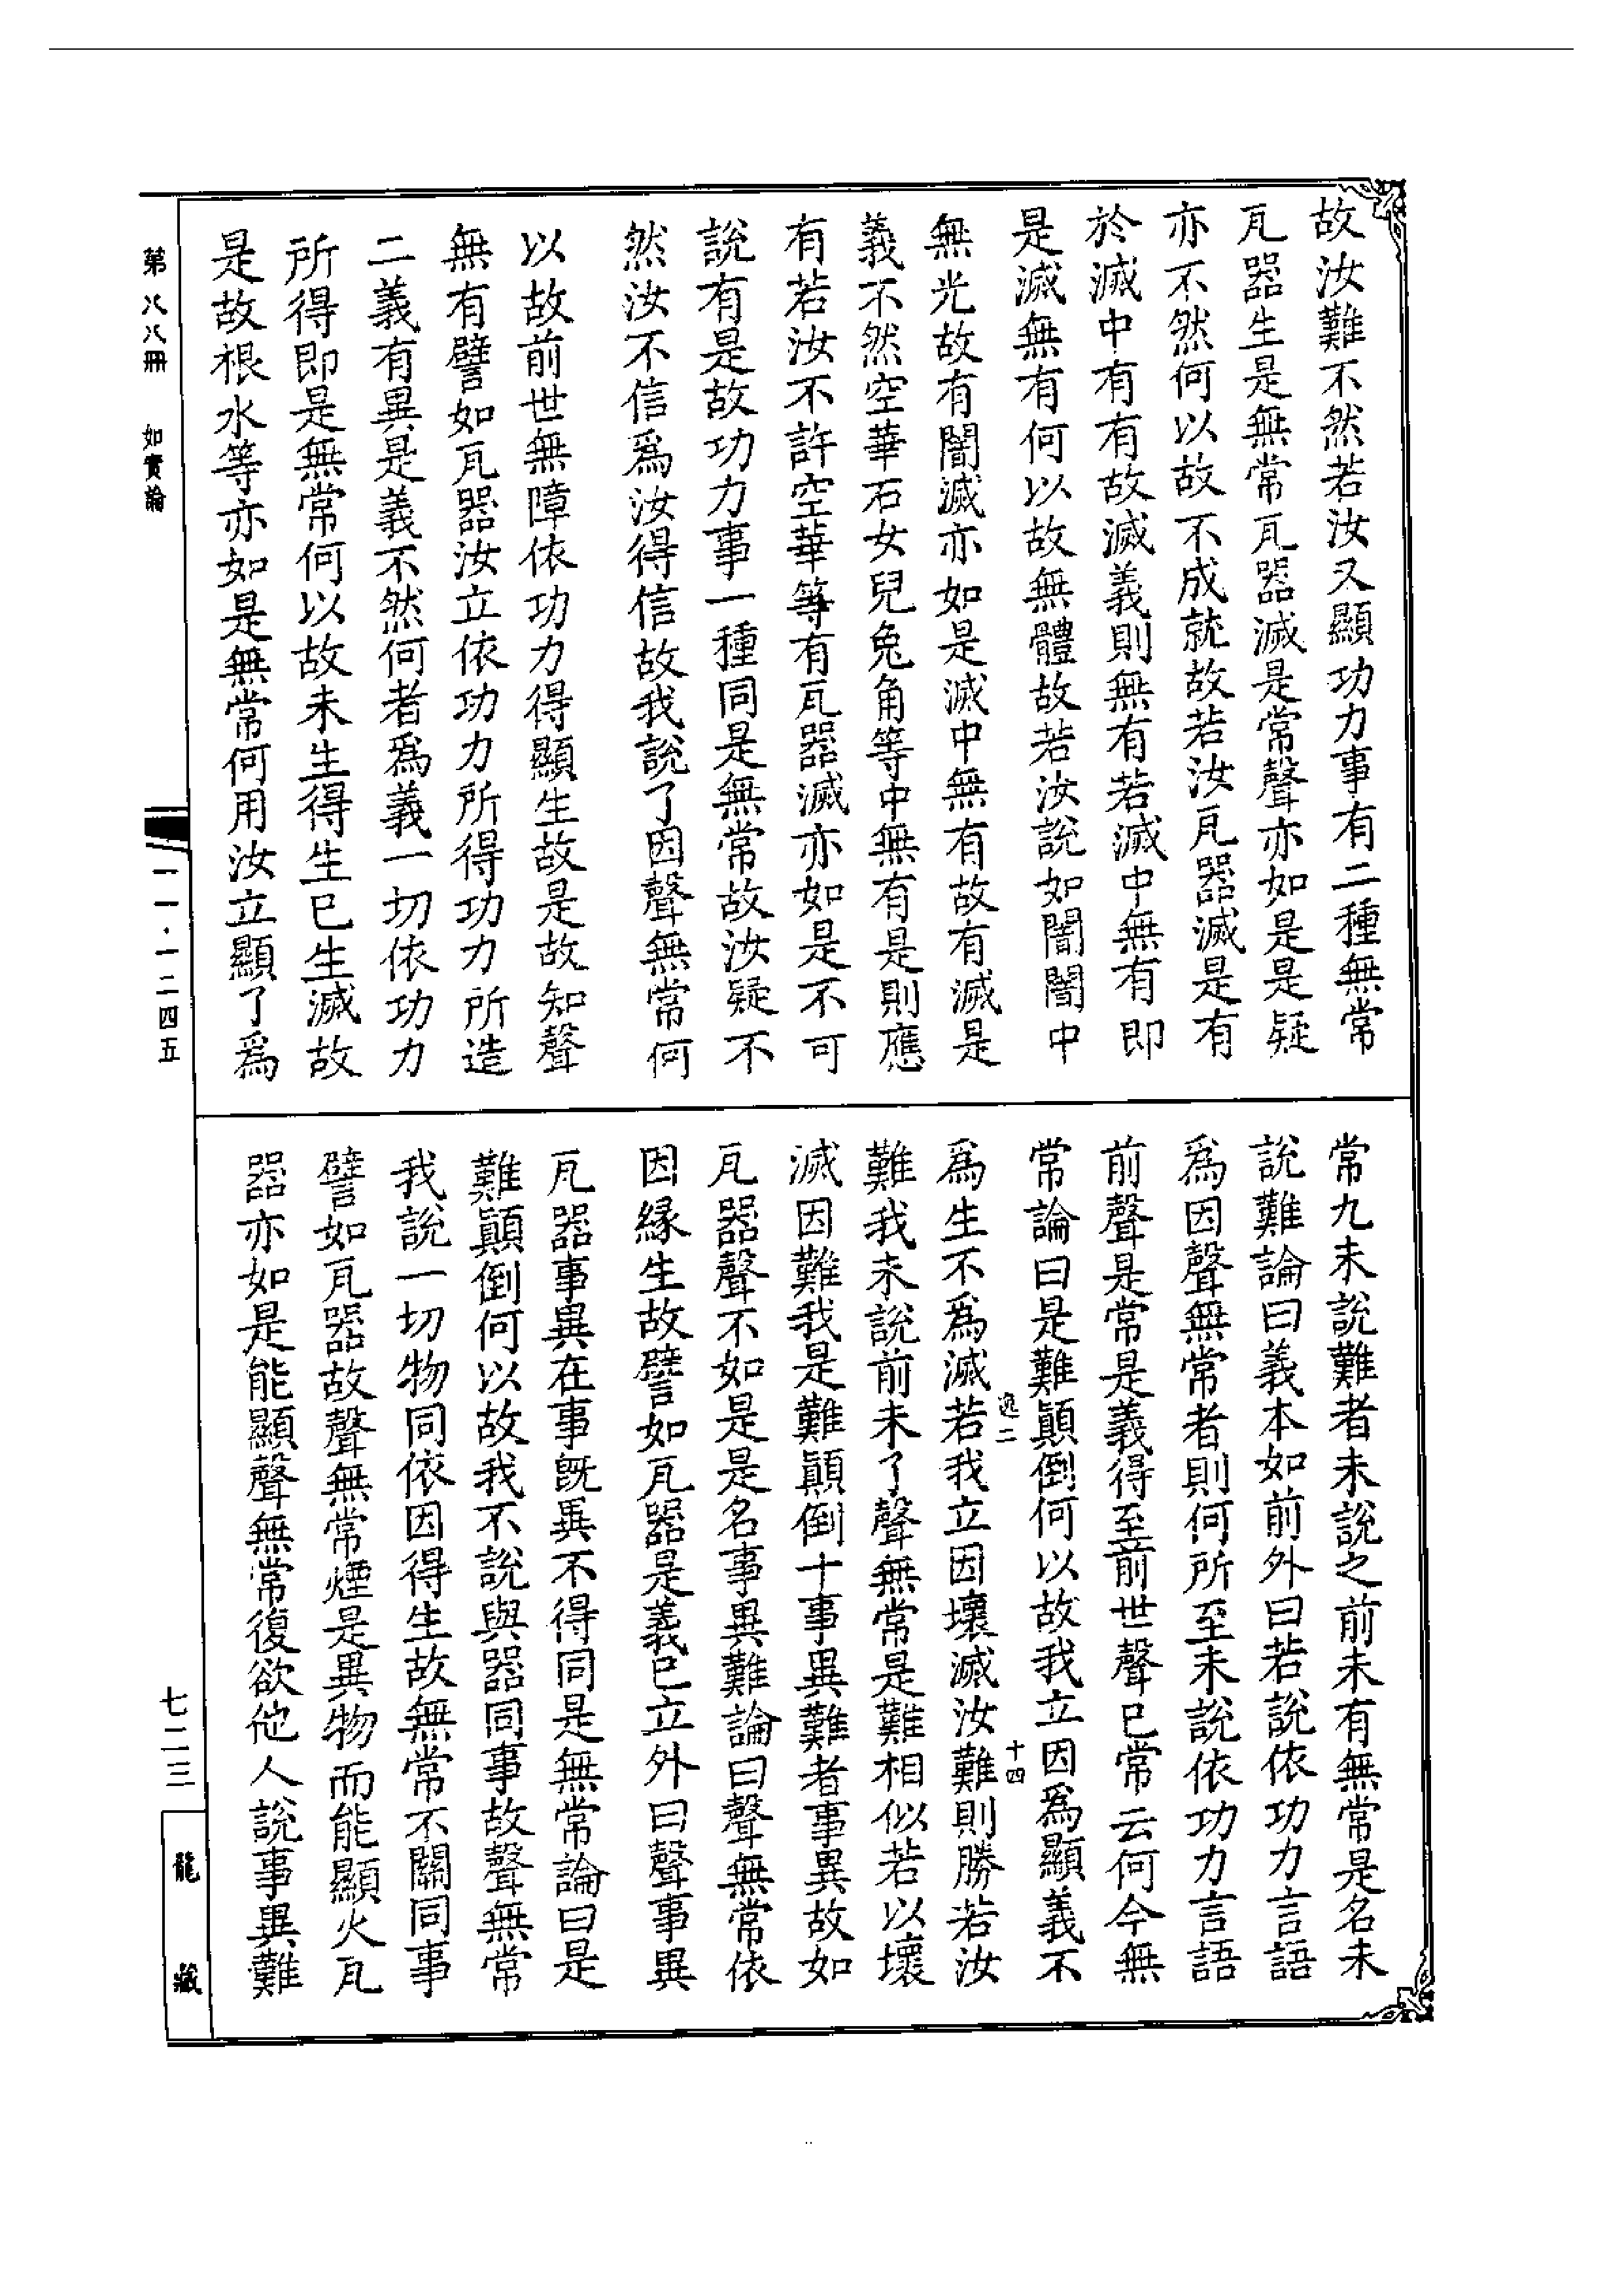 故汝難不然若汝又顯功力事有二種無常
瓦器生是無常瓦器滅是常聲亦如是是疑
亦不然何以故不成就故若汝瓦器滅是有
於滅中有有故滅義則無有若滅中無有即
是滅無有何以故無體故若汝說如闇闇中
無光故有闇滅亦如是滅中無有故有滅是
義不然空華石女兒兔角等中無有是則應
有若汝不許空華等有瓦器滅亦如是不可
說有是故功力事一種同是無常故汝疑不
然汝不信爲汝得信故我說了因聲無常何
以故前世無障依功力得顯生故是故知聲
無有譬如瓦器汝立依功力所得功力所造
二義有異是義不然何者爲義一切依功力
所得即是無常何以故未生得生已生滅故
是故根水等亦如是無常何用汝立顯了爲
常九未說難者未說之前未有無常是名未
說難論曰義本如前外曰若說依功力言語
爲因聲無常者則何所至未說依功力言語
前聲是常是義得至前世聲已常云何今無
常論曰是難顛倒何以故我立因爲顯義不
爲生不爲滅若我立因壞滅汝難則勝若汝
難我未說前未了聲無常是難相似若以壞
滅因難我是難顛倒十事異難者事異故如
瓦器聲不如是是名事異難論曰聲無常依
因緣生故譬如瓦器是義已立外曰聲事異
瓦器事異在事旣異不得同是無常論曰是
難顛倒何以故我不說與器同事故聲無常
我說一切物同依因得生故無常不關同事
譬如瓦器故聲無常煙是異物而能顯火瓦
器亦如是能顯聲無常復欲他人說事異難
逸二
十四
第八八冊
如實論
一一·一二四五
七二三
龍藏